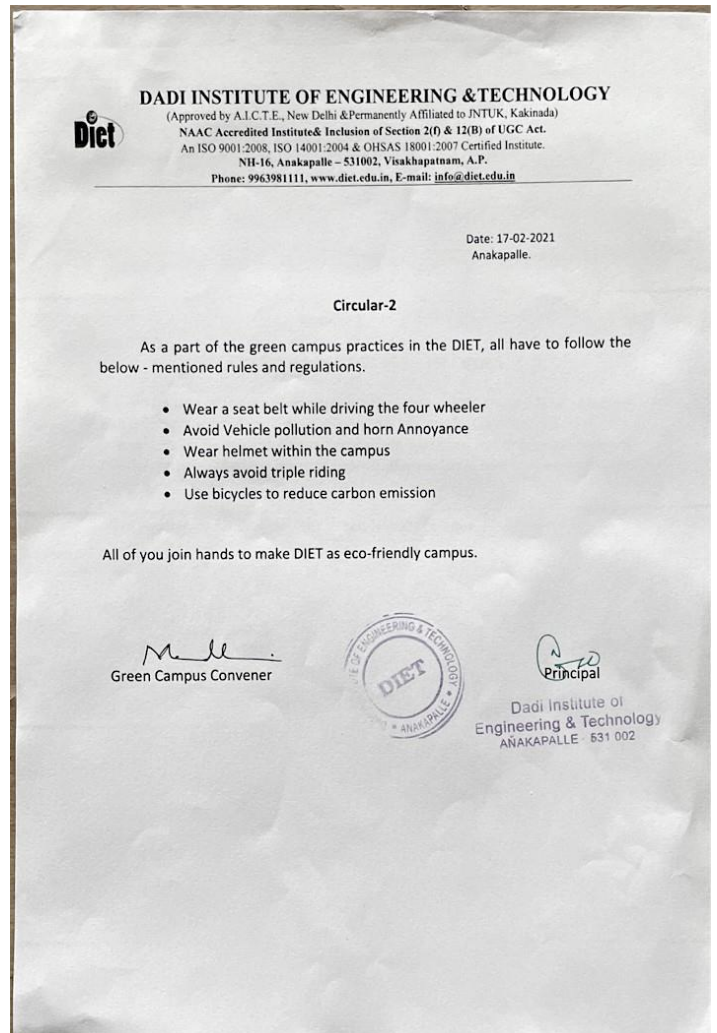 DADI INSTITUTE OF ENGINEERING &TECHNOLOGY
(Approved by A.I.C.T.E., New Delhi &Permanently Affiliated to JNTUK, Kakinada)
NAAC Accredited Institute& Inclusion of Section 2(f) & 12(B) of UGC Act.
An ISO 9001:2008, ISO 14001:2004 & OHSAS 18001:2007 Certified Institute.
NH-16, Anakapalle – 531002, Visakhapatnam, A.P.
Phone: 9963981111, www.diet.edu.in, E-mail: info@diet.edu.in
Diet
Date: 17-02-2021
Anakapalle.
Circular-2
As a part of the green campus practices in the DIET, all have to follow the
below - mentioned rules and regulations.
• Wear a seat belt while driving the four wheeler
• Avoid Vehicle pollution and horn Annoyance
• Wear helmet within the campus
• Always avoid triple riding
• Use bicycles to reduce carbon emission
All of you join hands to make DIET as eco-friendly campus.
Green Campus Convener
OF ENGINEERING & TECHNOLOGY
DIET
* ANAKAPALLE *
Principal
Dadi Institute of
Engineering & Technology
ANAKAPALLE - 531 002